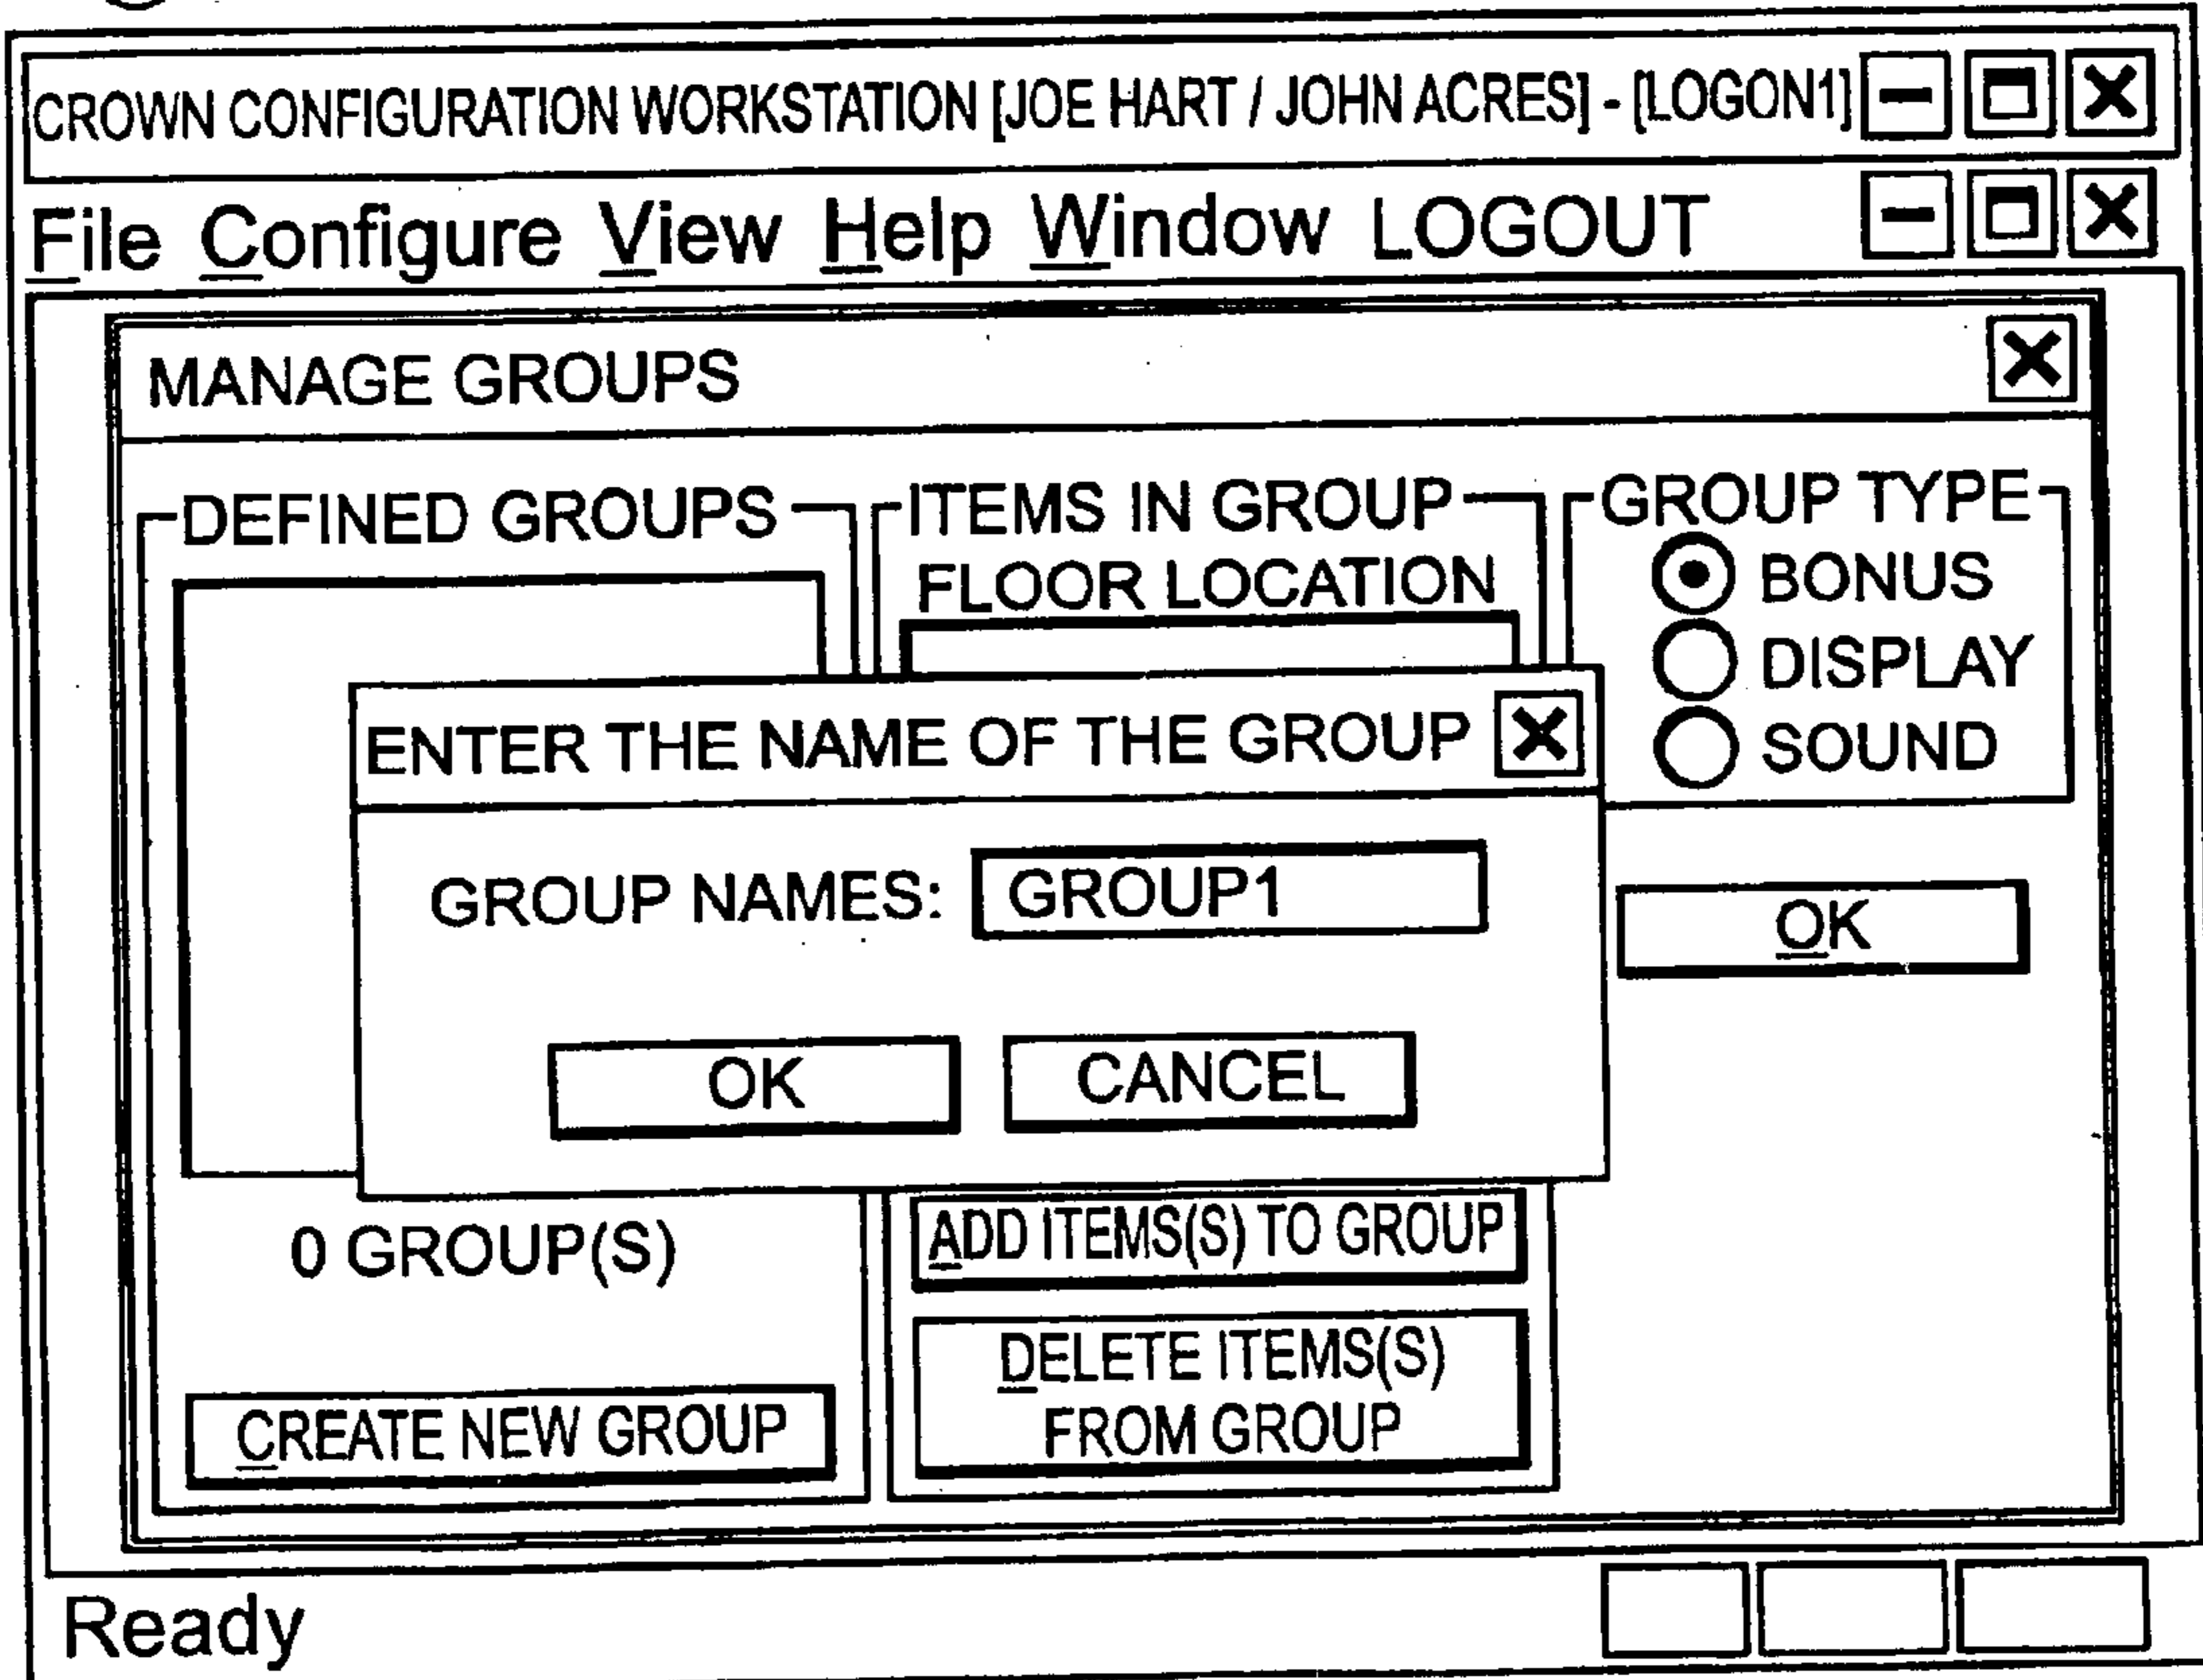 CROWN CONFIGURATION WORKSTATION [JOE HART / JOHN ACRES] - [LOGON1]
File Configure View Help Window LOGOUT
MANAGE GROUPS
DEFINED GROUPS
ITEMS IN GROUP
FLOOR LOCATION
GROUP TYPE
BONUS
DISPLAY
SOUND
ENTER THE NAME OF THE GROUP
GROUP NAMES: GROUP1
OK CANCEL
OK
0 GROUP(S)
CREATE NEW GROUP
ADD ITEMS(S) TO GROUP
DELETE ITEMS(S)
FROM GROUP
Ready